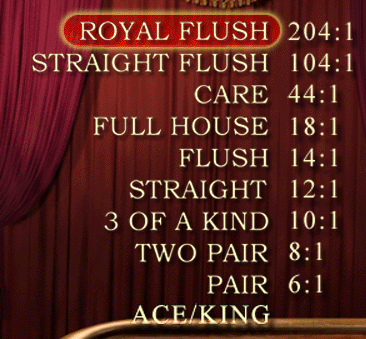 ROYAL FLUSH 204:1
STRAIGHT FLUSH 104:1
CARE 44:1
FULL HOUSE 18:1
FLUSH 14:1
STRAIGHT 12:1
3 OF A KIND 10:1
TWO PAIR 8:1
PAIR 6:1
ACE/KING